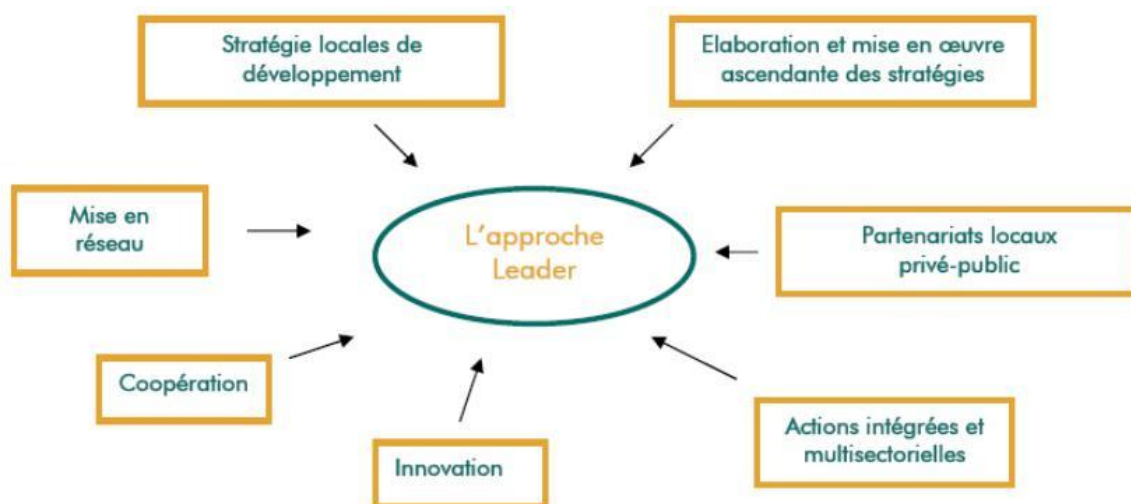 Stratégie locales de
développement
Elaboration et mise en œuvre
ascendante des stratégies
Mise en
réseau
L'approche
Leader
Partenariats locaux
privé-public
Coopération
Innovation
Actions intégrées et
multisectorielles